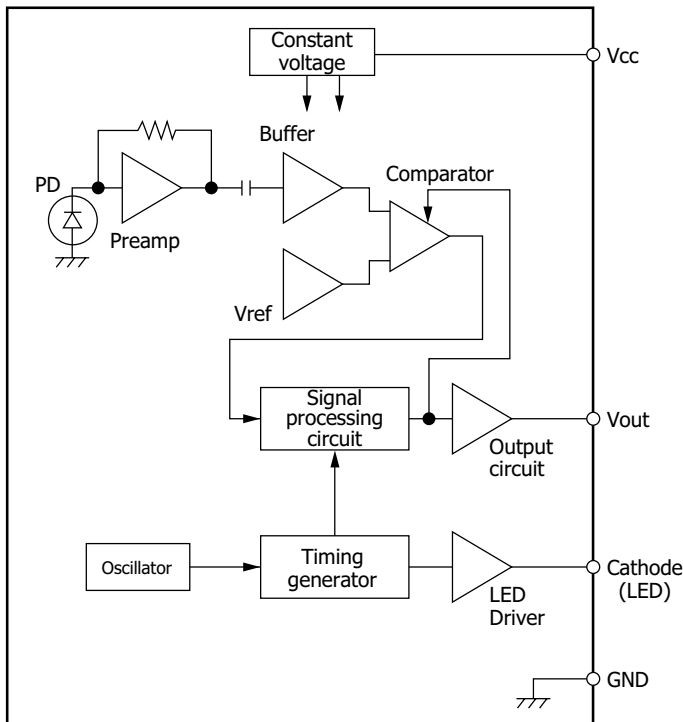 Constant
voltage
Vcc
Buffer
PD
Comparator
Preamp
Vref
Signal
processing
circuit
Vout
Output
circuit
Oscillator
Timing
generator
Cathode
(LED)
LED
Driver
GND